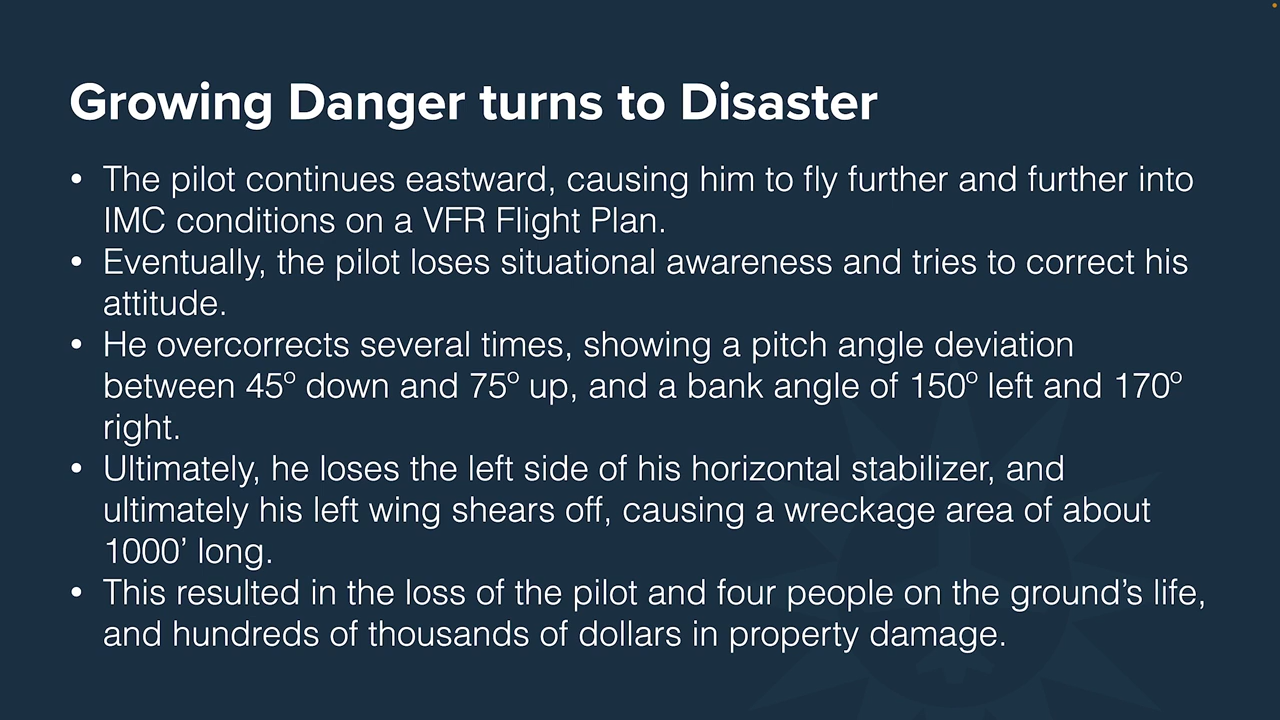 Growing Danger turns to Disaster
• The pilot continues eastward, causing him to fly further and further into
IMC conditions on a VFR Flight Plan.
• Eventually, the pilot loses situational awareness and tries to correct his
attitude.
• He overcorrects several times, showing a pitch angle deviation
between 45º down and 75º up, and a bank angle of 150º left and 170º
right.
• Ultimately, he loses the left side of his horizontal stabilizer, and
ultimately his left wing shears off, causing a wreckage area of about
1000’ long.
• This resulted in the loss of the pilot and four people on the ground’s life,
and hundreds of thousands of dollars in property damage.